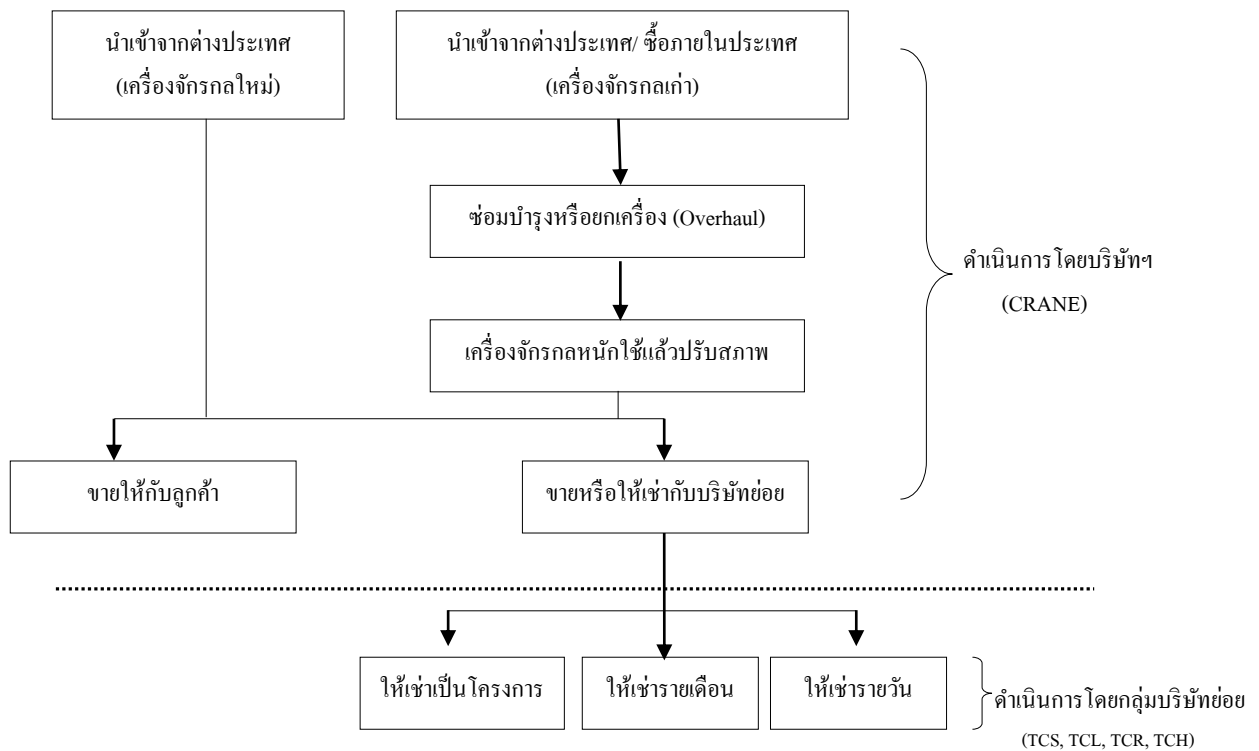 นำเข้าจากต่างประเทศ
(เครื่องจักรกลใหม่)
นำเข้าจากต่างประเทศ/ ซื้อภายในประเทศ
(เครื่องจักรกลเก่า)
ซ่อมบำรุงหรือยกเครื่อง (Overhaul)
เครื่องจักรกลหนักใช้แล้วปรับสภาพ
ดำเนินการโดยบริษัทฯ
(CRANE)
ขายให้กับลูกค้า
ขายหรือให้เช่ากับบริษัทย่อย
ให้เช่าเป็นโครงการ
ให้เช่ารายเดือน
ให้เช่ารายวัน
ดำเนินการโดยกลุ่มบริษัทย่อย
(TCS, TCL, TCR, TCH)